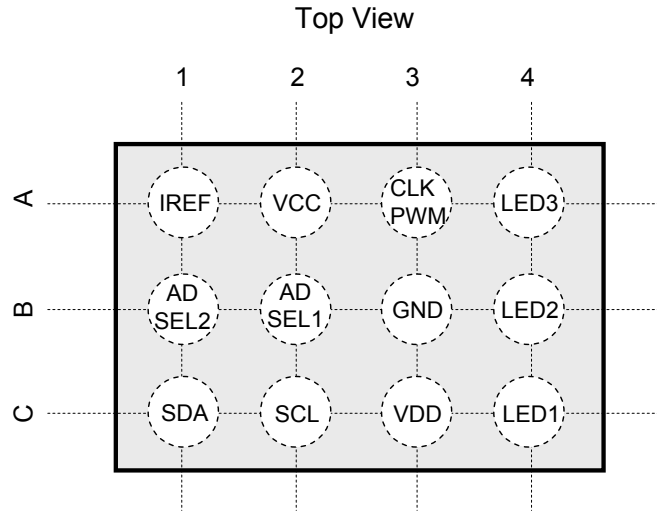 Top View
1 2 3 4
A
IREF VCC CLK PWM LED3
B
AD SEL2 AD SEL1 GND LED2
C
SDA SCL VDD LED1